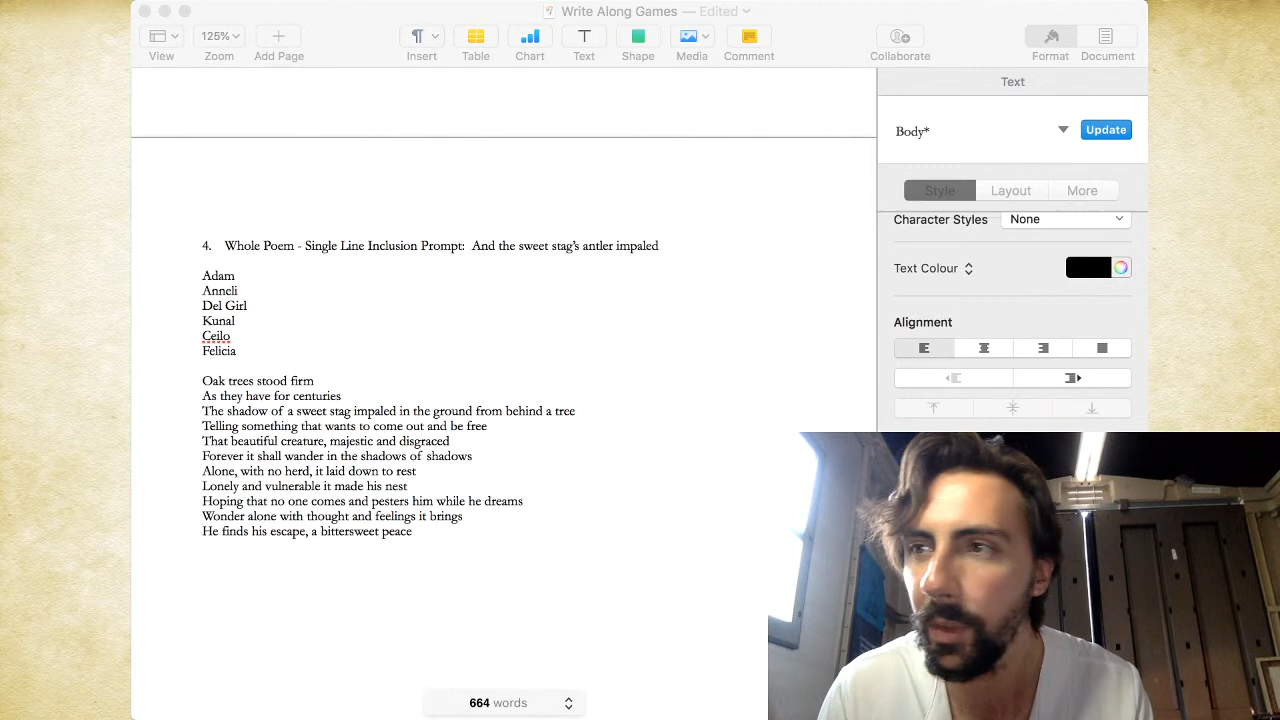 Write Along Games — Edited
View
125%
Zoom
Add Page
Insert
Table
Chart
Text
Shape
Media
Comment
Collaborate
Format
Document
Text
Body*
Update
Style
Layout
More
Character Styles
None
Text Colour
Alignment
4. Whole Poem - Single Line Inclusion Prompt: And the sweet stag’s antler impaled
Adam
Anneli
Del Girl
Kunal
Ceilo
Felicia
Oak trees stood firm
As they have for centuries
The shadow of a sweet stag impaled in the ground from behind a tree
Telling something that wants to come out and be free
That beautiful creature, majestic and disgraced
Forever it shall wander in the shadows of shadows
Alone, with no herd, it laid down to rest
Lonely and vulnerable it made his nest
Hoping that no one comes and pesters him while he dreams
Wonder alone with thought and feelings it brings
He finds his escape, a bittersweet peace
664 words